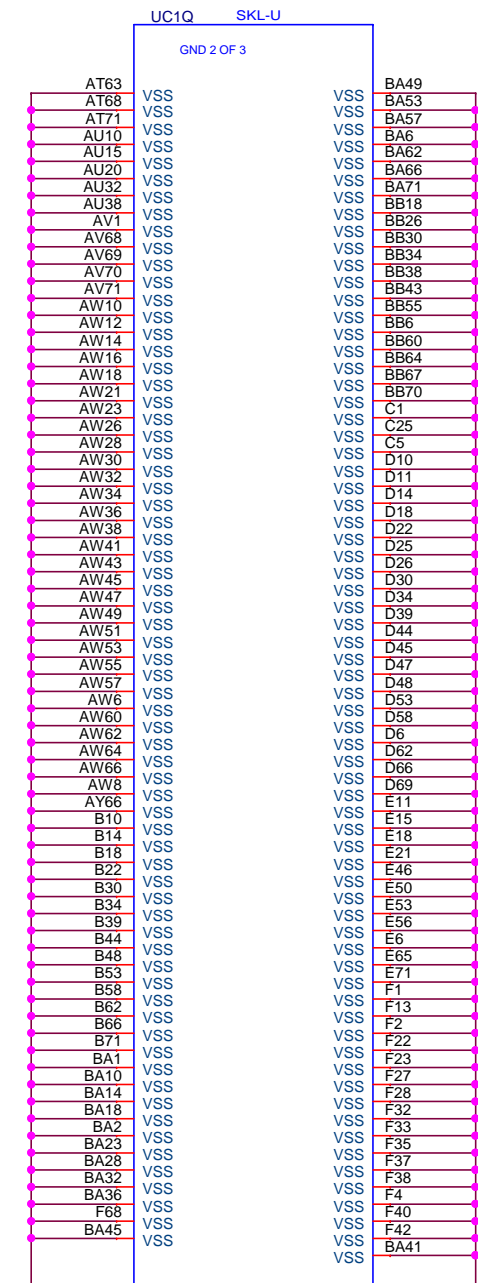 UC1Q SKL-U
GND 2 OF 3
AT63 VSS VSS BA49
AT68 VSS VSS BA53
AT71 VSS VSS BA57
AU10 VSS VSS BA6
AU15 VSS VSS BA62
AU20 VSS VSS BA66
AU32 VSS VSS BA71
AU38 VSS VSS BB18
AV1 VSS VSS BB26
AV68 VSS VSS BB30
AV69 VSS VSS BB34
AV70 VSS VSS BB38
AV71 VSS VSS BB43
AW10 VSS VSS BB55
AW12 VSS VSS BB6
AW14 VSS VSS BB60
AW16 VSS VSS BB64
AW18 VSS VSS BB67
AW21 VSS VSS BB70
AW23 VSS VSS C1
AW26 VSS VSS C25
AW28 VSS VSS C5
AW30 VSS VSS D10
AW32 VSS VSS D11
AW34 VSS VSS D14
AW36 VSS VSS D18
AW38 VSS VSS D22
AW41 VSS VSS D25
AW43 VSS VSS D26
AW45 VSS VSS D30
AW47 VSS VSS D34
AW49 VSS VSS D39
AW51 VSS VSS D44
AW53 VSS VSS D45
AW55 VSS VSS D47
AW57 VSS VSS D48
AW6 VSS VSS D53
AW60 VSS VSS D58
AW62 VSS VSS D6
AW64 VSS VSS D62
AW66 VSS VSS D66
AW8 VSS VSS D69
AY66 VSS VSS E11
B10 VSS VSS E15
B14 VSS VSS E18
B18 VSS VSS E21
B22 VSS VSS E46
B30 VSS VSS E50
B34 VSS VSS E53
B39 VSS VSS E56
B44 VSS VSS E6
B48 VSS VSS E65
B53 VSS VSS E71
B58 VSS VSS F1
B62 VSS VSS F13
B66 VSS VSS F2
B71 VSS VSS F22
BA1 VSS VSS F23
BA10 VSS VSS F27
BA14 VSS VSS F28
BA18 VSS VSS F32
BA2 VSS VSS F33
BA23 VSS VSS F35
BA28 VSS VSS F37
BA32 VSS VSS F38
BA36 VSS VSS F4
F68 VSS VSS F40
BA45 VSS VSS F42
VSS BA41